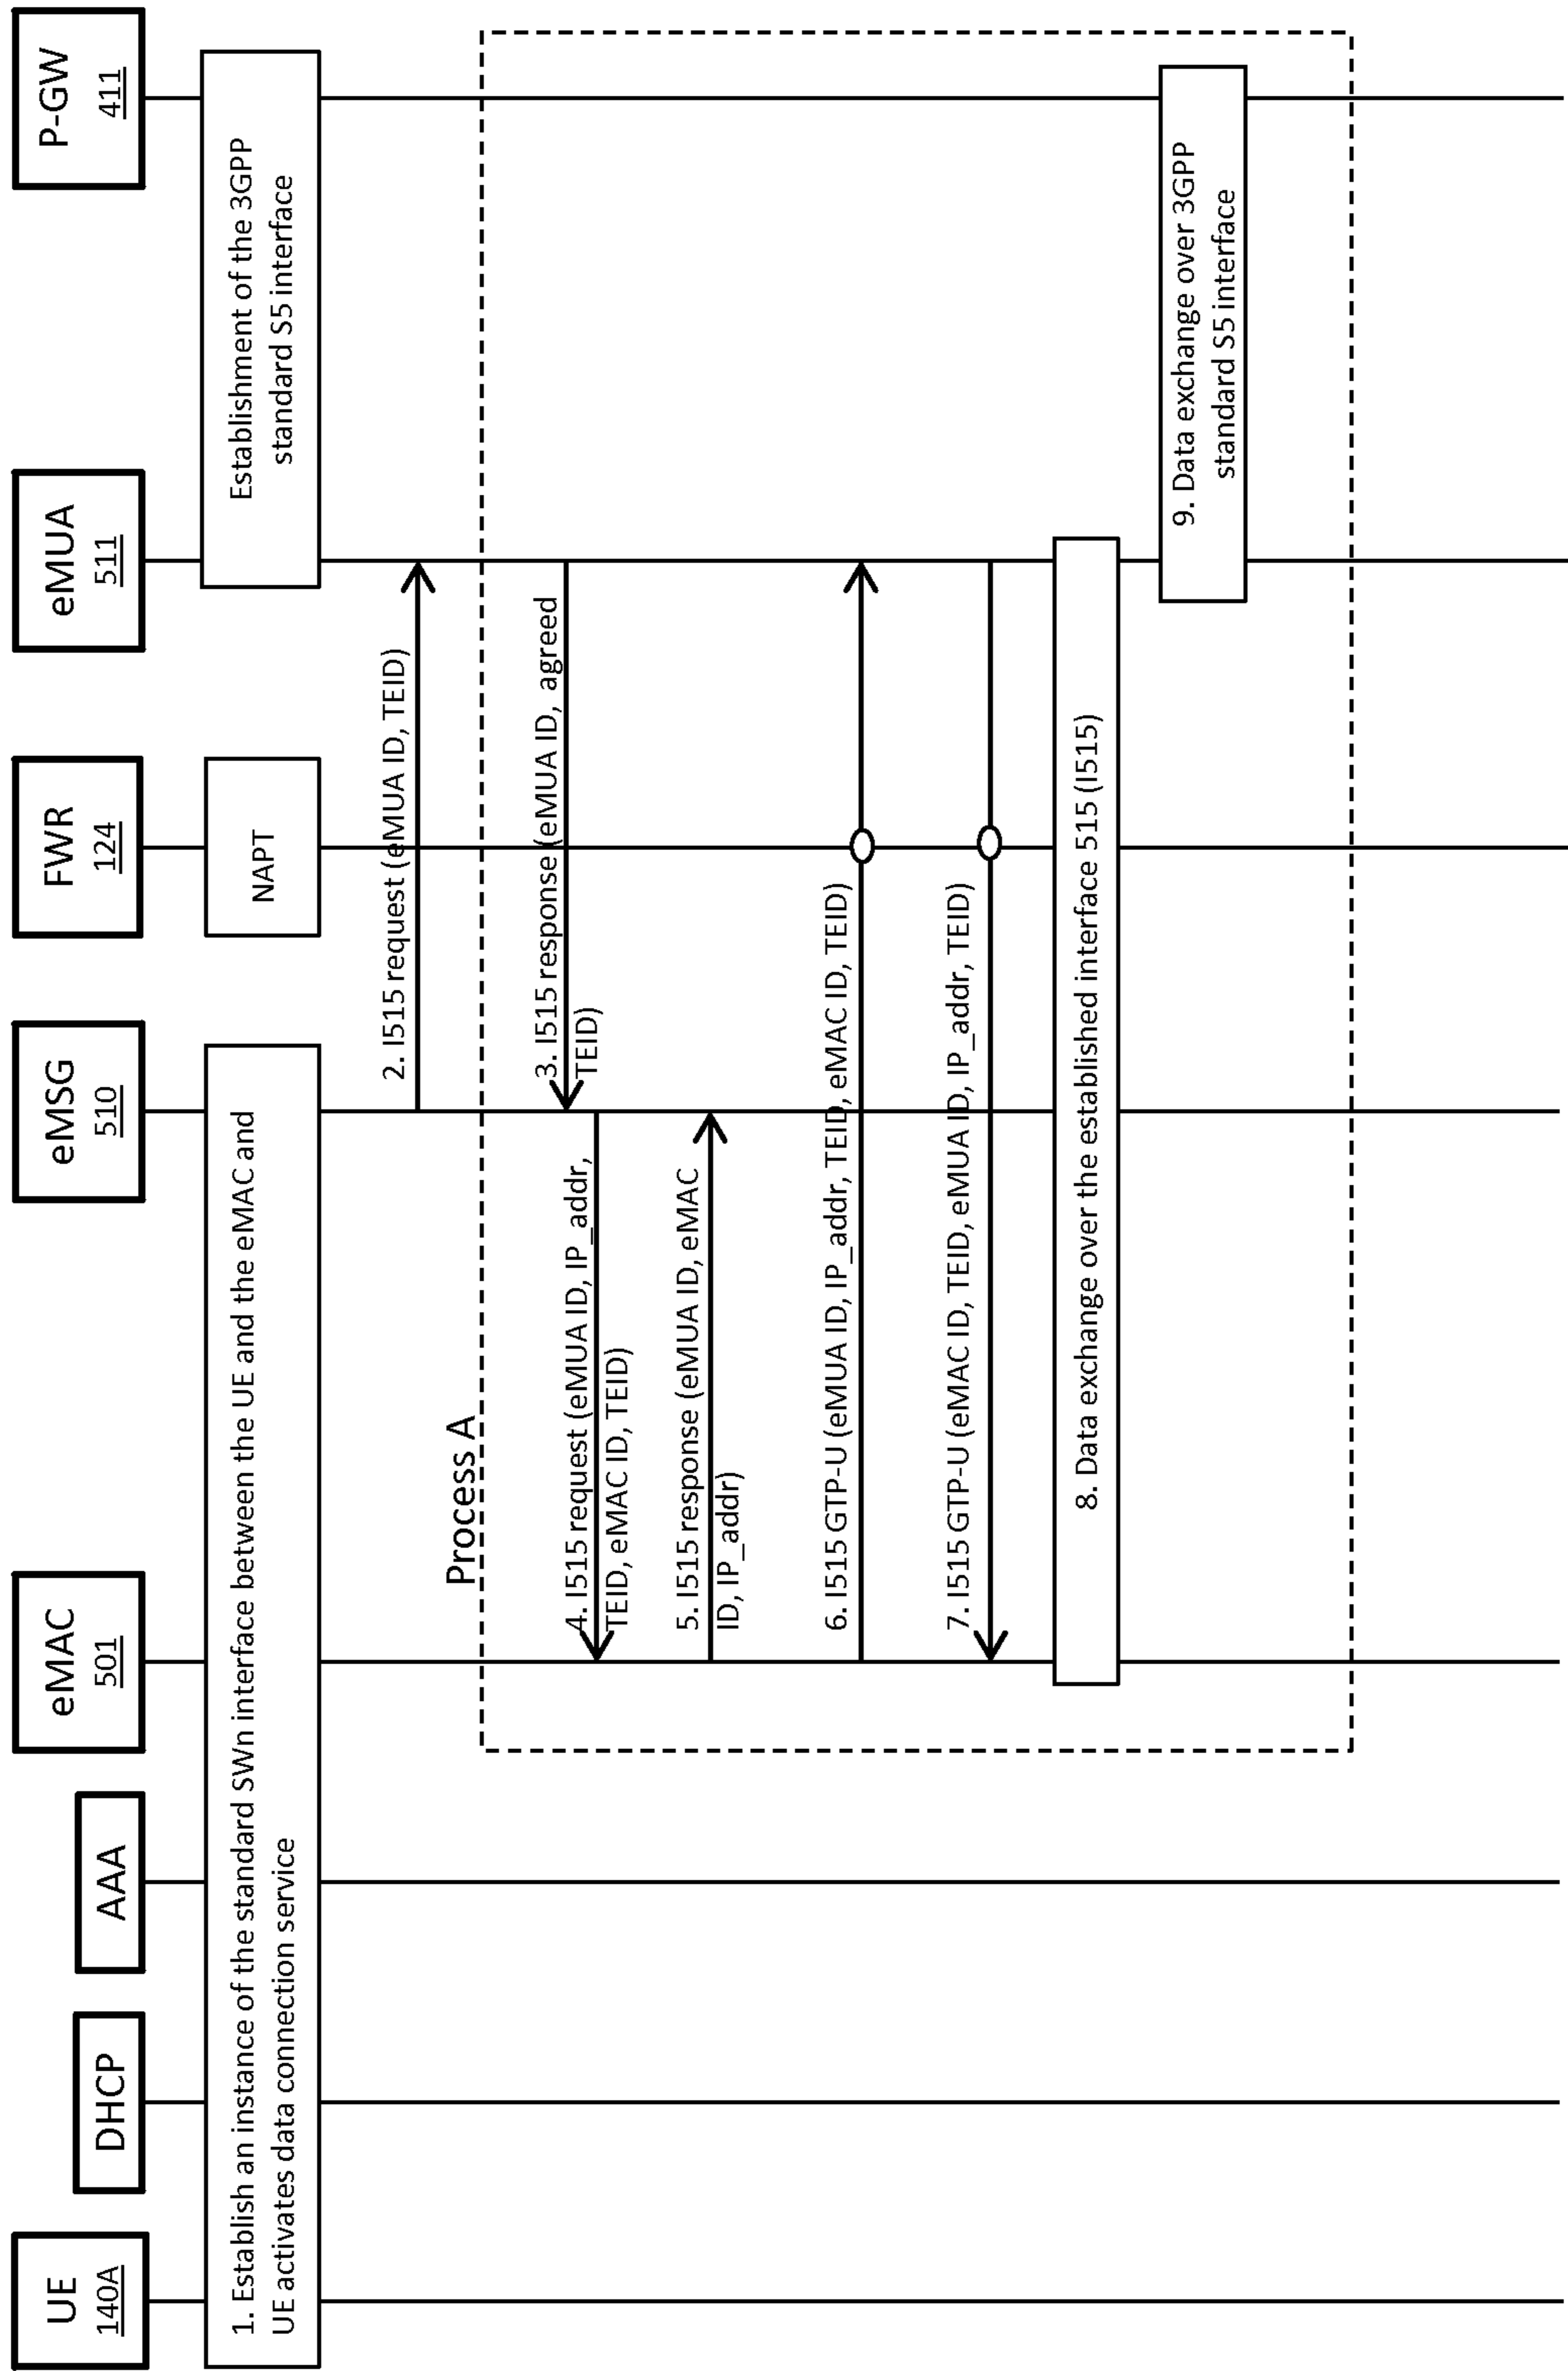 UE
140A
DHCP
AAA
eMAC
501
eMSG
510
FWR
124
eMUA
511
P-GW
411
1. Establish an instance of the standard SWn interface between the UE and the eMAC and
UE activates data connection service
NAPT
Establishment of the 3GPP
standard S5 interface
2. I515 request (eMUA ID, TEID)
Process A
3. I515 response (eMUA ID, agreed
TEID)
4. I515 request (eMUA ID, IP_addr,
TEID, eMAC ID, TEID)
5. I515 response (eMUA ID, eMAC
ID, IP_addr)
6. I515 GTP-U (eMUA ID, IP_addr, TEID, eMAC ID, TEID)
7. I515 GTP-U (eMAC ID, TEID, eMUA ID, IP_addr, TEID)
8. Data exchange over the established interface 515 (I515)
9. Data exchange over 3GPP
standard S5 interface